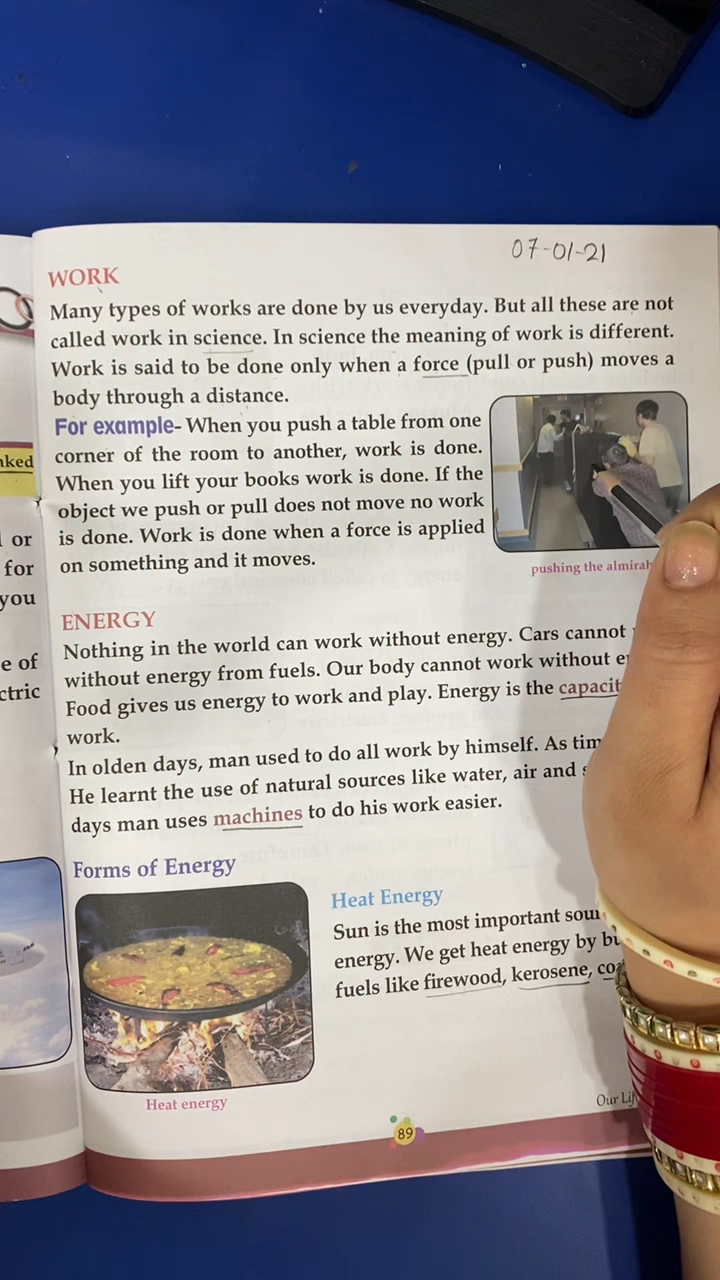 07-01-21
WORK
Many types of works are done by us everyday. But all these are not
called work in science. In science the meaning of work is different.
Work is said to be done only when a force (pull or push) moves a
body through a distance.
For example- When you push a table from one
corner of the room to another, work is done.
When you lift your books work is done. If the
object we push or pull does not move no work
is done. Work is done when a force is applied
on something and it moves.
pushing the almirah
ENERGY
Nothing in the world can work without energy. Cars cannot
without energy from fuels. Our body cannot work without
Food gives us energy to work and play. Energy is the
work.
In olden days, man used to do all work by himself. As
He learnt the use of natural sources like water, air and
days man uses machines to do his work easier.
Forms of Energy
Heat Energy
Sun is the most important
energy. We get heat energy by
fuels like firewood, kerosene,
Heat energy
Our
89
or
for
you
e of